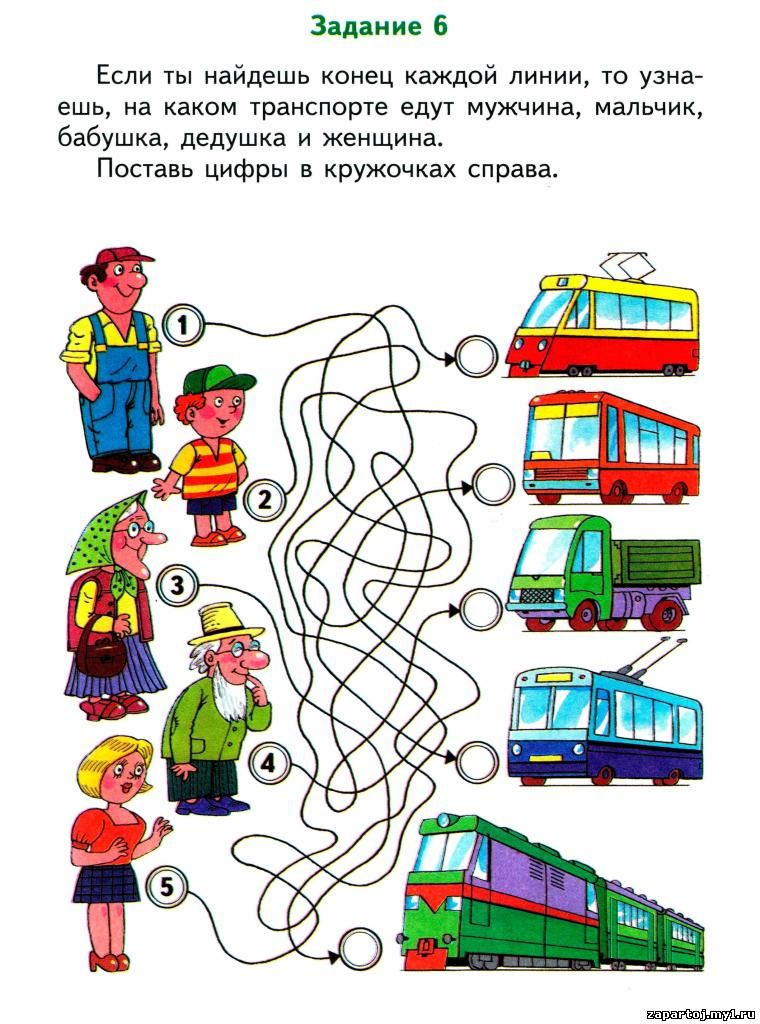 Задание 6
Если ты найдешь конец каждой линии, то узна-
ешь, на каком транспорте едут мужчина, мальчик,
бабушка, дедушка и женщина.
Поставь цифры в кружочках справа.
1
2
3
4
5
zapartoj.my1.ru